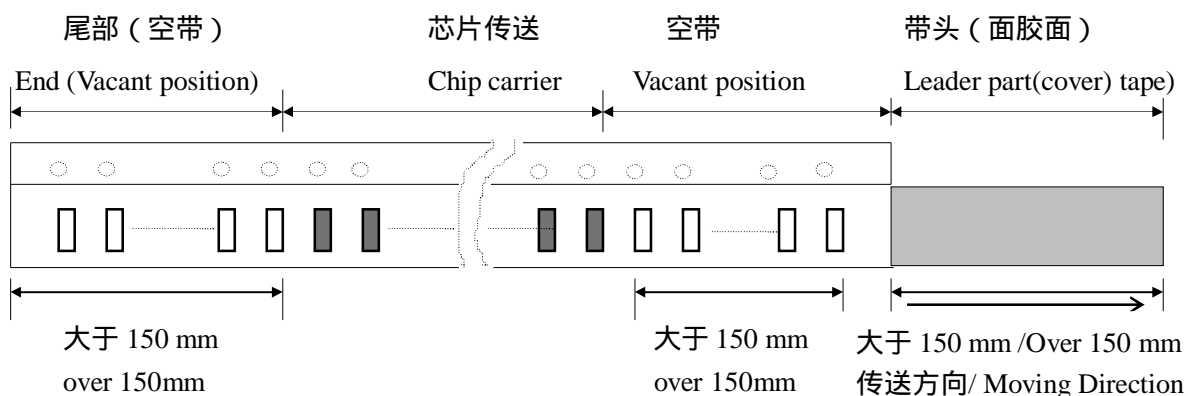 尾部（空带） 芯片传送 空带 带头（面胶面）
End (Vacant position) Chip carrier Vacant position Leader part(cover) tape)
大于 150 mm 大于 150 mm 大于 150 mm /Over 150 mm
over 150mm over 150mm 传送方向/ Moving Direction